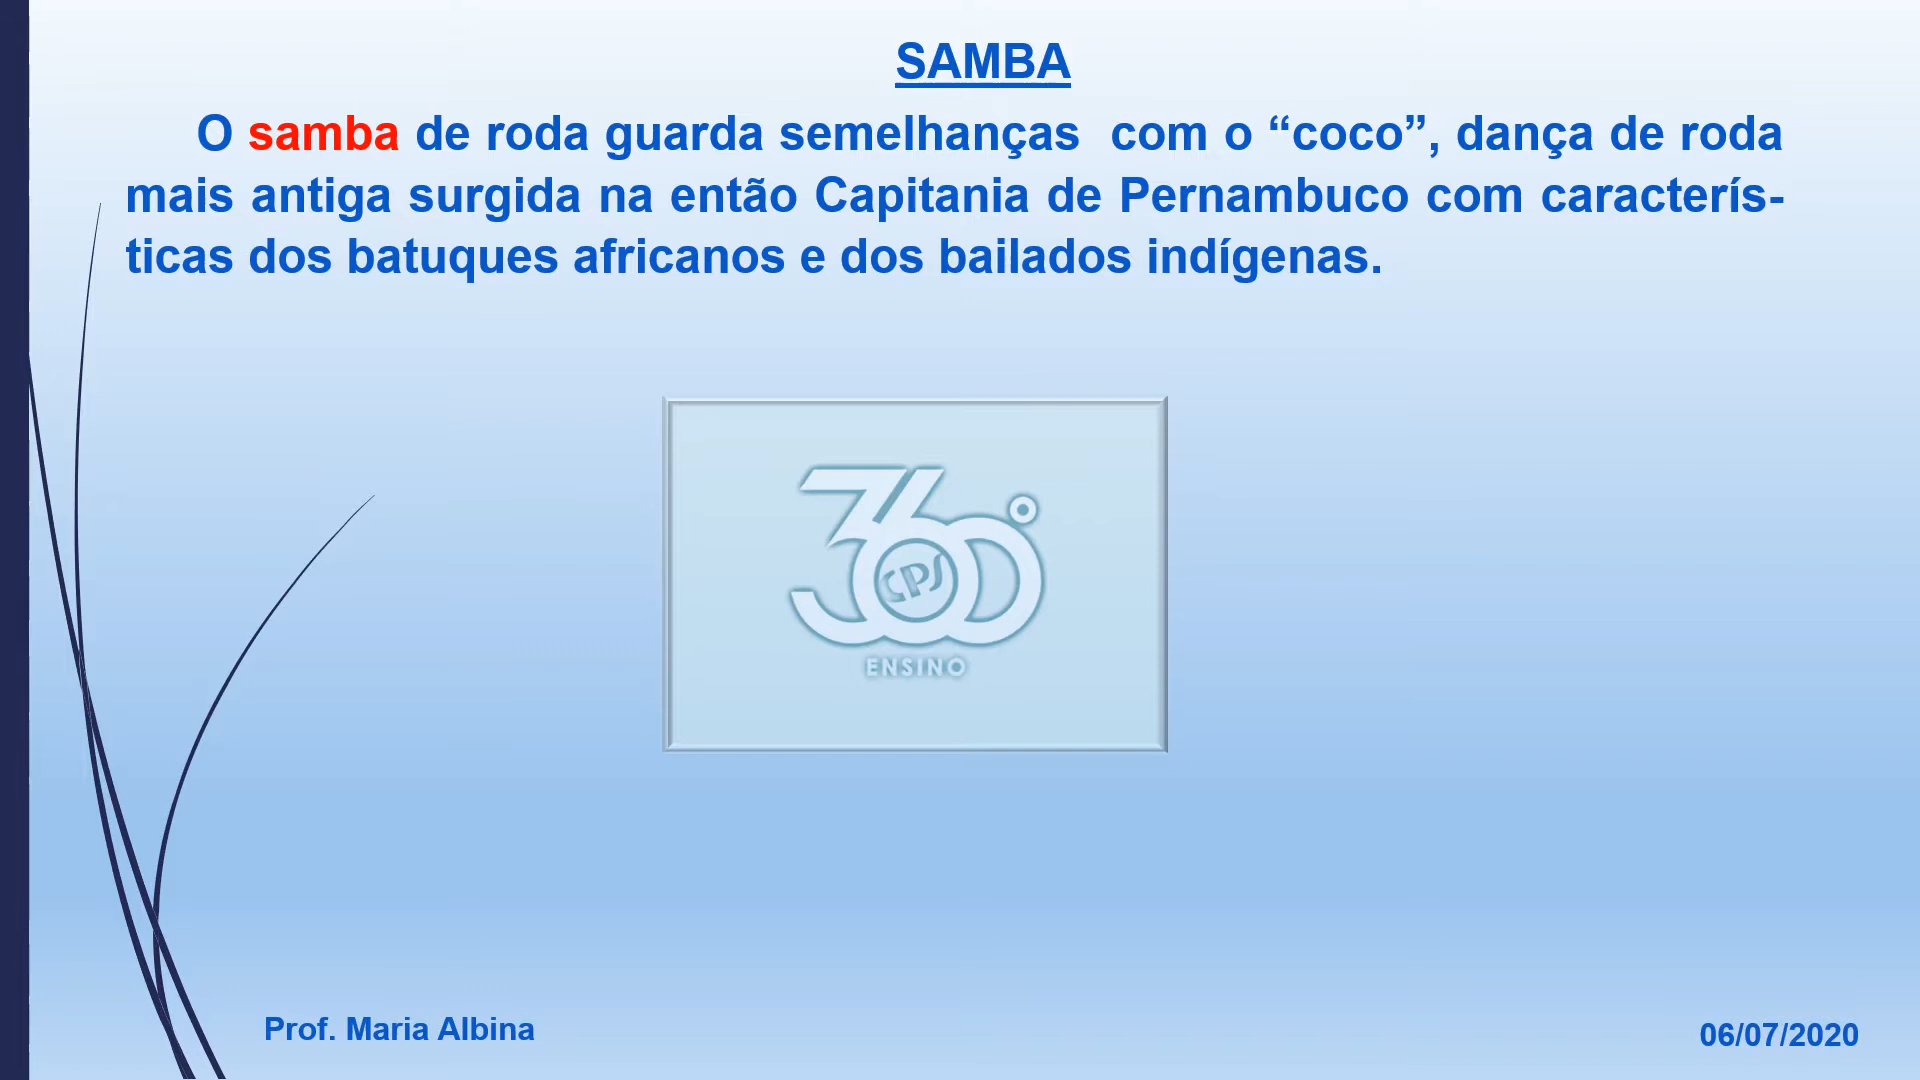 SAMBA
O samba de roda guarda semelhanças com o “coco”, dança de roda
mais antiga surgida na então Capitania de Pernambuco com caracterís-
ticas dos batuques africanos e dos bailados indígenas.
360°
CPS
ENSINO
Prof. Maria Albina
06/07/2020